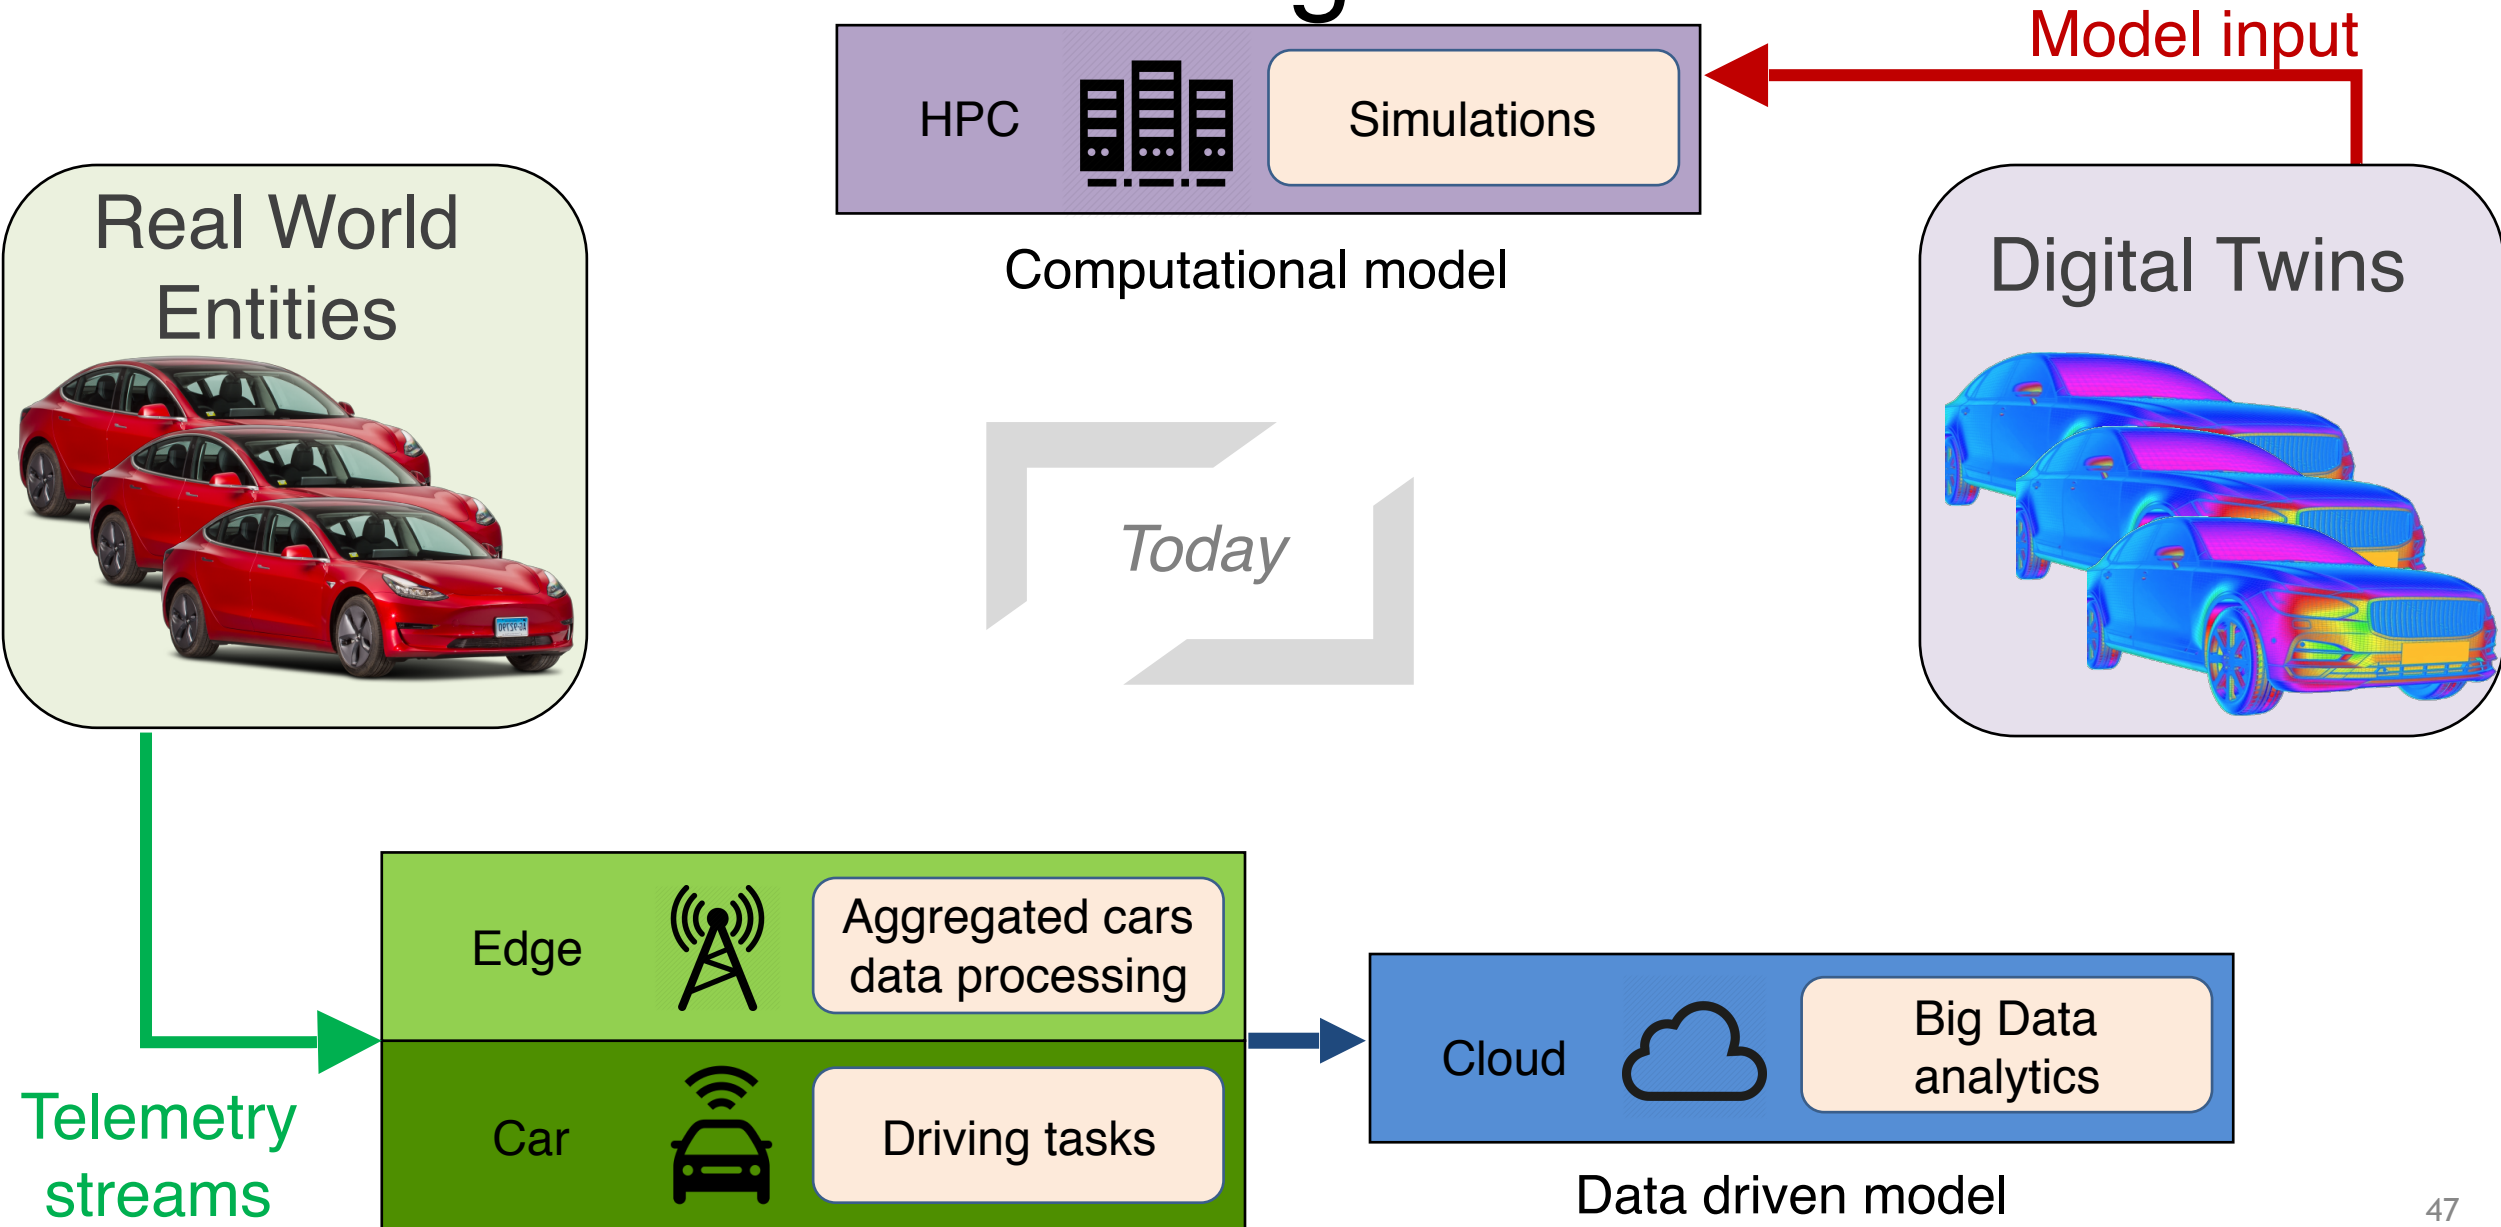 Model input
HPC
Simulations
Real World
Entities
Computational model
Digital Twins
Today
Edge
Aggregated cars
data processing
Cloud
Big Data
analytics
Car
Driving tasks
Telemetry
streams
Data driven model
47